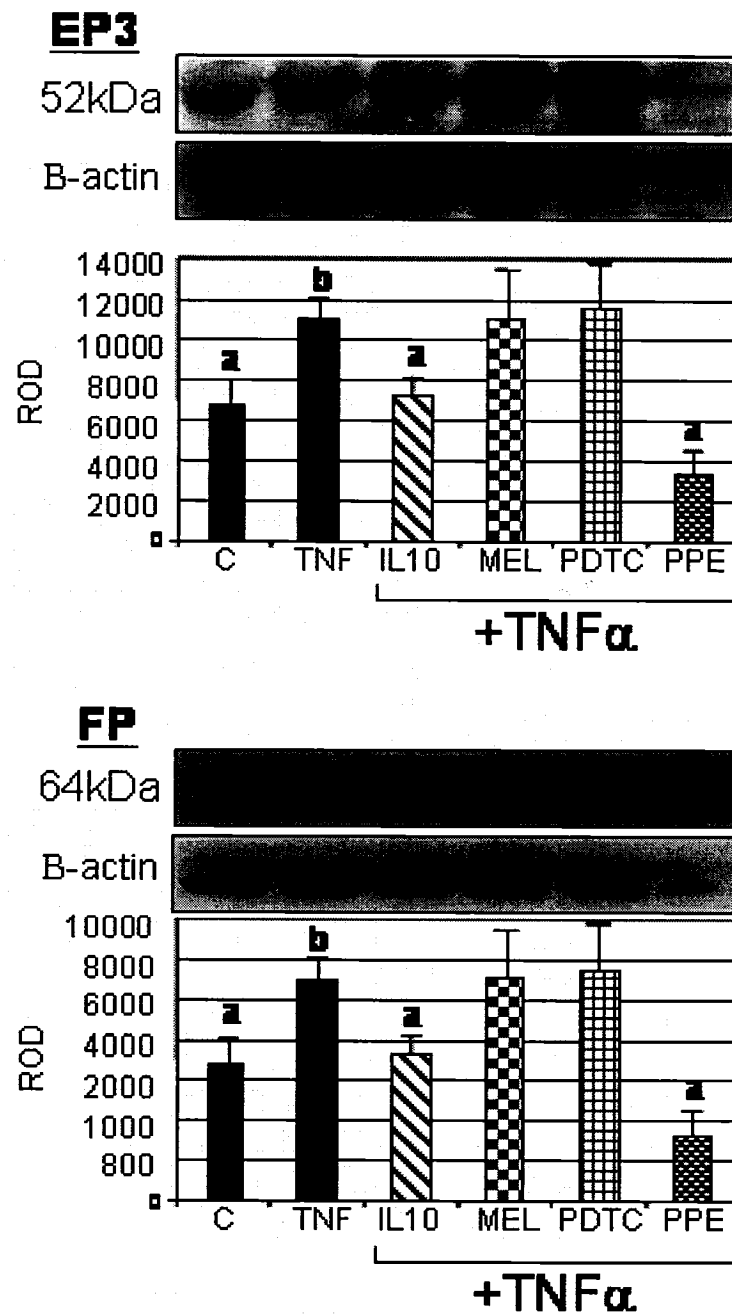 EP3
52kDa
B-actin
14000
12000
10000
8000
6000
4000
2000
0
ROD
a
b
a
a
C TNF IL10 MEL PDTC PPE
+TNFα
FP
64kDa
B-actin
10000
8000
6000
4000
2000
1000
800
0
ROD
a
b
a
a
C TNF IL10 MEL PDTC PPE
+TNFα